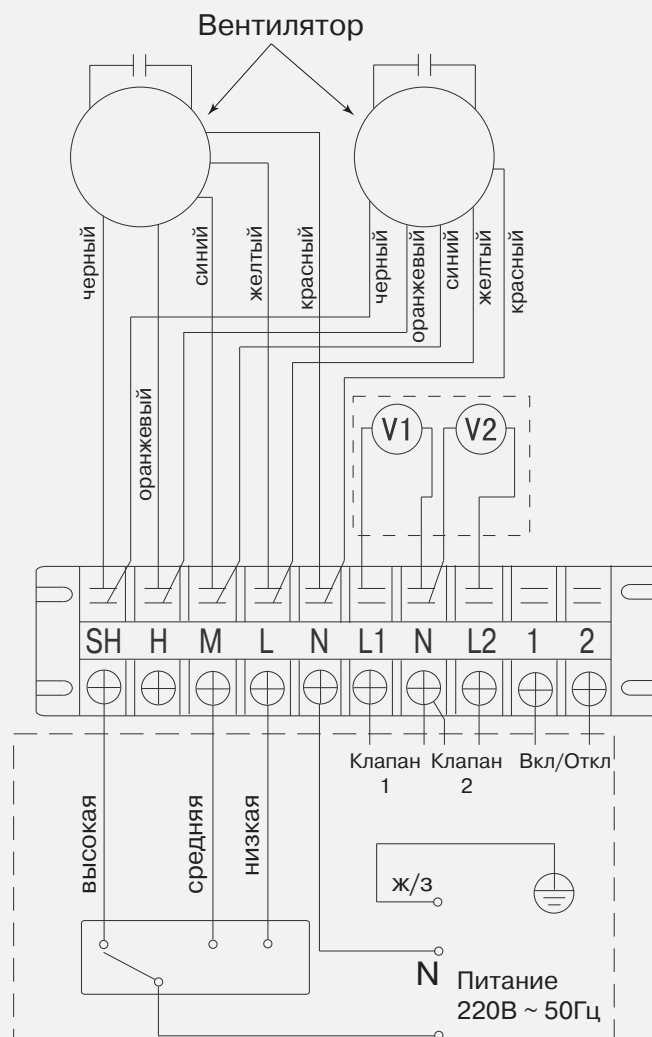 Вентилятор
черный
синий
желтый
красный
черный
оранжевый
синий
желтый
красный
оранжевый
V1
V2
SH H M L N L1 N L2 1 2
Клапан 1
Клапан 2
Вкл/Откл
высокая
средняя
низкая
ж/з
N
Питание
220В ~ 50Гц